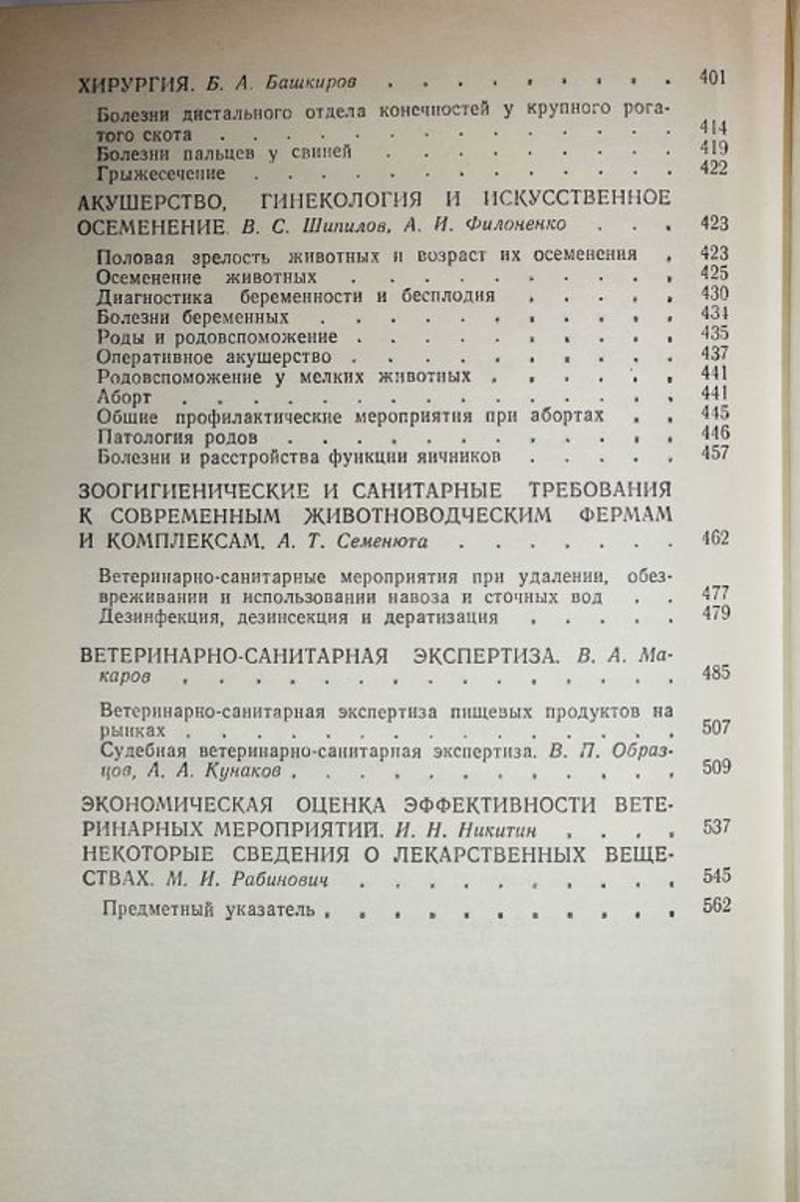 ХИРУРГИЯ. Б. А. Башкиров . . . . . . . . . 401
Болезни дистального отдела конечностей у крупного рога-
того скота . . . . . . . . . . . . . 414
Болезни пальцев у свиней . . . . . . . . . 419
Грыжесечение . . . . . . . . . . . . . 422
АКУШЕРСТВО, ГИНЕКОЛОГИЯ И ИСКУССТВЕННОЕ
ОСЕМЕНЕНИЕ. В. С. Шипилов, А. И. Филоненко . . . 423
Половая зрелость животных и возраст их осеменения . 423
Осеменение животных . . . . . . . . . . 425
Диагностика беременности и бесплодия . . . . . 430
Болезни беременных . . . . . . . . . . . 434
Роды и родовспоможение . . . . . . . . . . 435
Оперативное акушерство . . . . . . . . . . 437
Родовспоможение у мелких животных . . . . . . 441
Аборт . . . . . . . . . . . . . . . 441
Общие профилактические мероприятия при абортах . . 445
Патология родов . . . . . . . . . . . . 446
Болезни и расстройства функции яичников . . . . . 457
ЗООГИГИЕНИЧЕСКИЕ И САНИТАРНЫЕ ТРЕБОВАНИЯ
К СОВРЕМЕННЫМ ЖИВОТНОВОДЧЕСКИМ ФЕРМАМ
И КОМПЛЕКСАМ. А. Т. Семенюта . . . . . . . 462
Ветеринарно-санитарные мероприятия при удалении, обез-
вреживании и использовании навоза и сточных вод . . 477
Дезинфекция, дезинсекция и дератизация . . . . . 479
ВЕТЕРИНАРНО-САНИТАРНАЯ ЭКСПЕРТИЗА. В. А. Ма-
каров . . . . . . . . . . . . . . . 485
Ветеринарно-санитарная экспертиза пищевых продуктов на
рынках . . . . . . . . . . . . . . . 507
Судебная ветеринарно-санитарная экспертиза. В. П. Образ-
цов, А. А. Кунаков . . . . . . . . . . . . 509
ЭКОНОМИЧЕСКАЯ ОЦЕНКА ЭФФЕКТИВНОСТИ ВЕТЕ-
РИНАРНЫХ МЕРОПРИЯТИЙ. И. Н. Никитин . . . . 537
НЕКОТОРЫЕ СВЕДЕНИЯ О ЛЕКАРСТВЕННЫХ ВЕЩЕ-
СТВАХ. М. И. Рабинович . . . . . . . . . . 545
Предметный указатель . . . . . . . . . . . 562